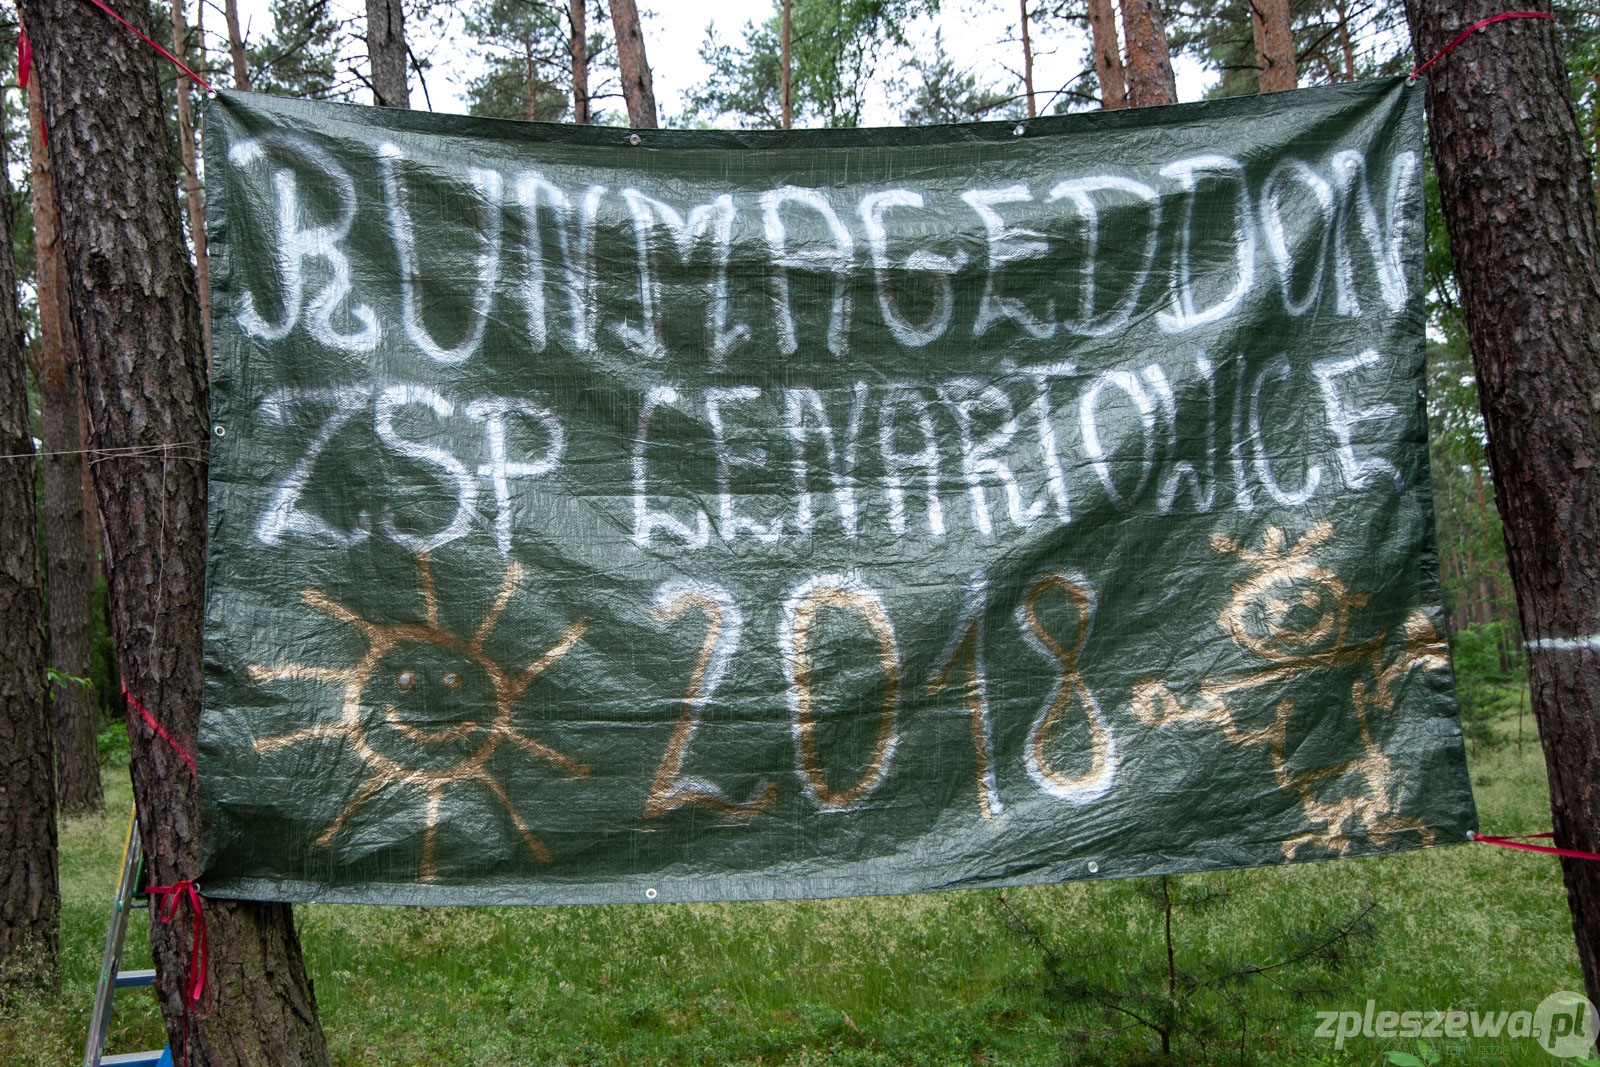 RUNMAGEDDON
ZSP LENARTOWICE
2018
zpleszewa.pl